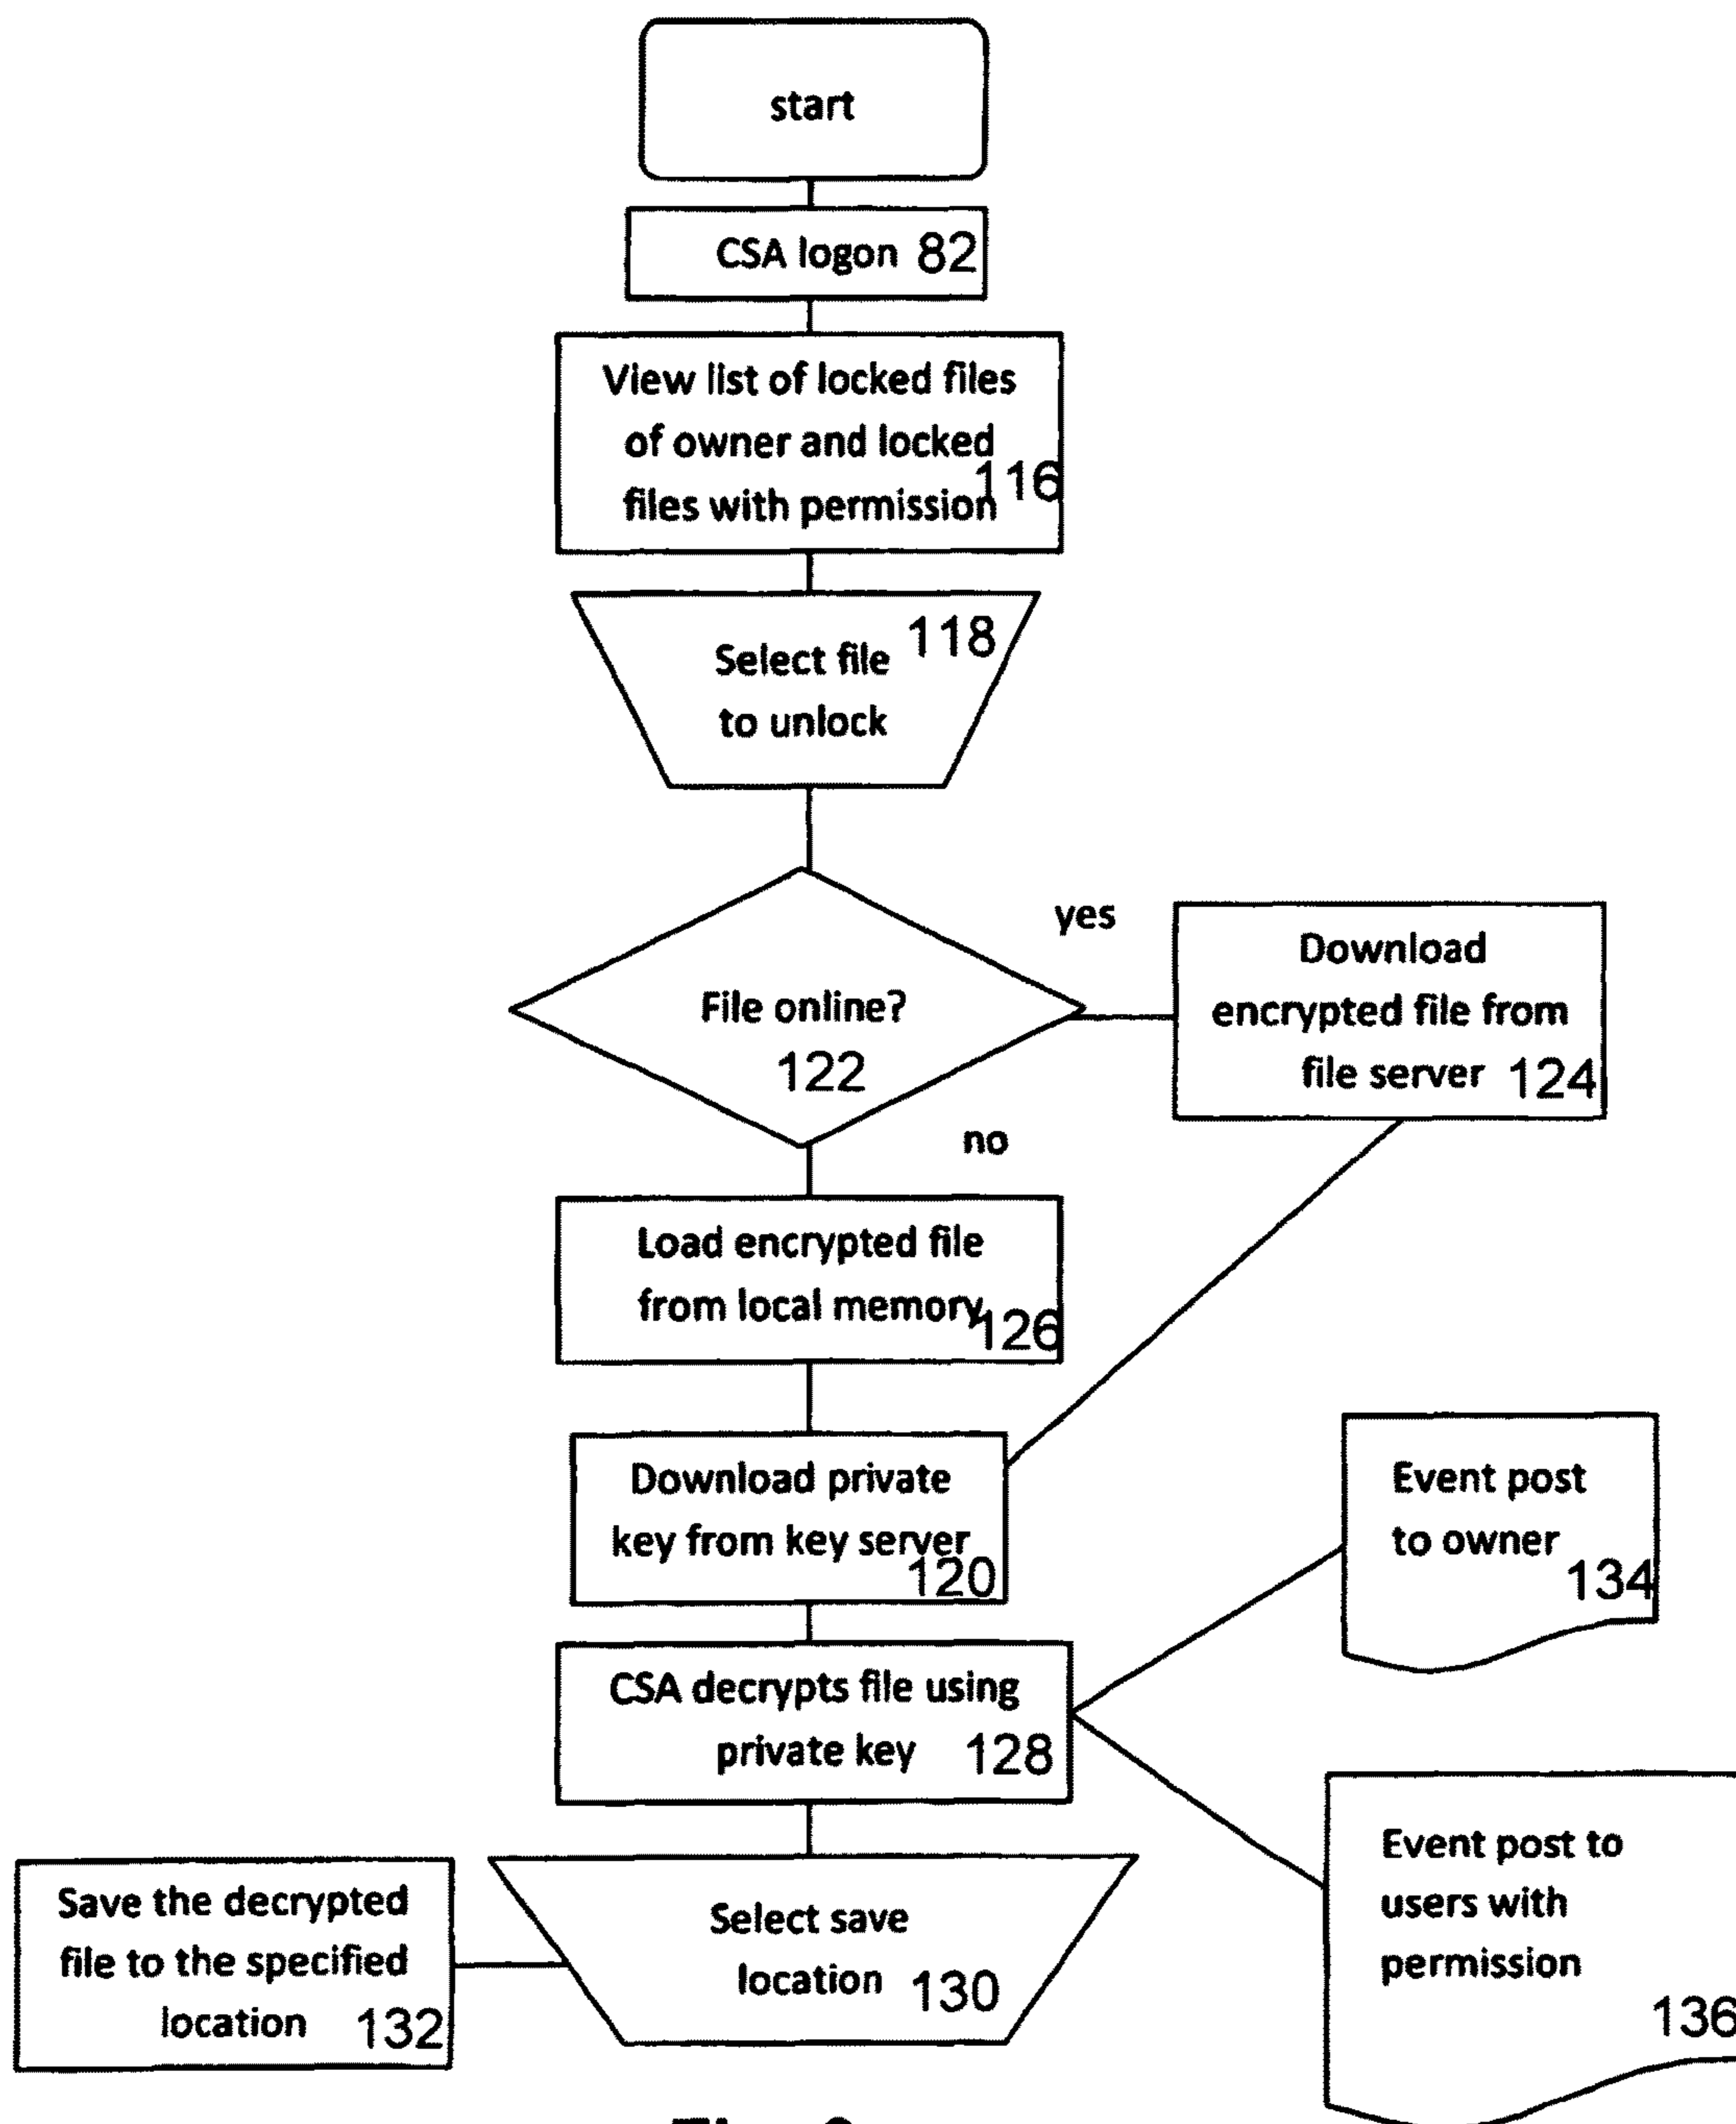 start
CSA logon 82
View list of locked files
of owner and locked
files with permission 116
118
Select file
to unlock
yes
Download
encrypted file from
file server 124
File online?
122
no
Load encrypted file
from local memory 126
Download private
key from key server
120
Event post
to owner
134
CSA decrypts file using
private key 128
Event post to
users with
permission
136
Save the decrypted
file to the specified
location 132
Select save
location 130